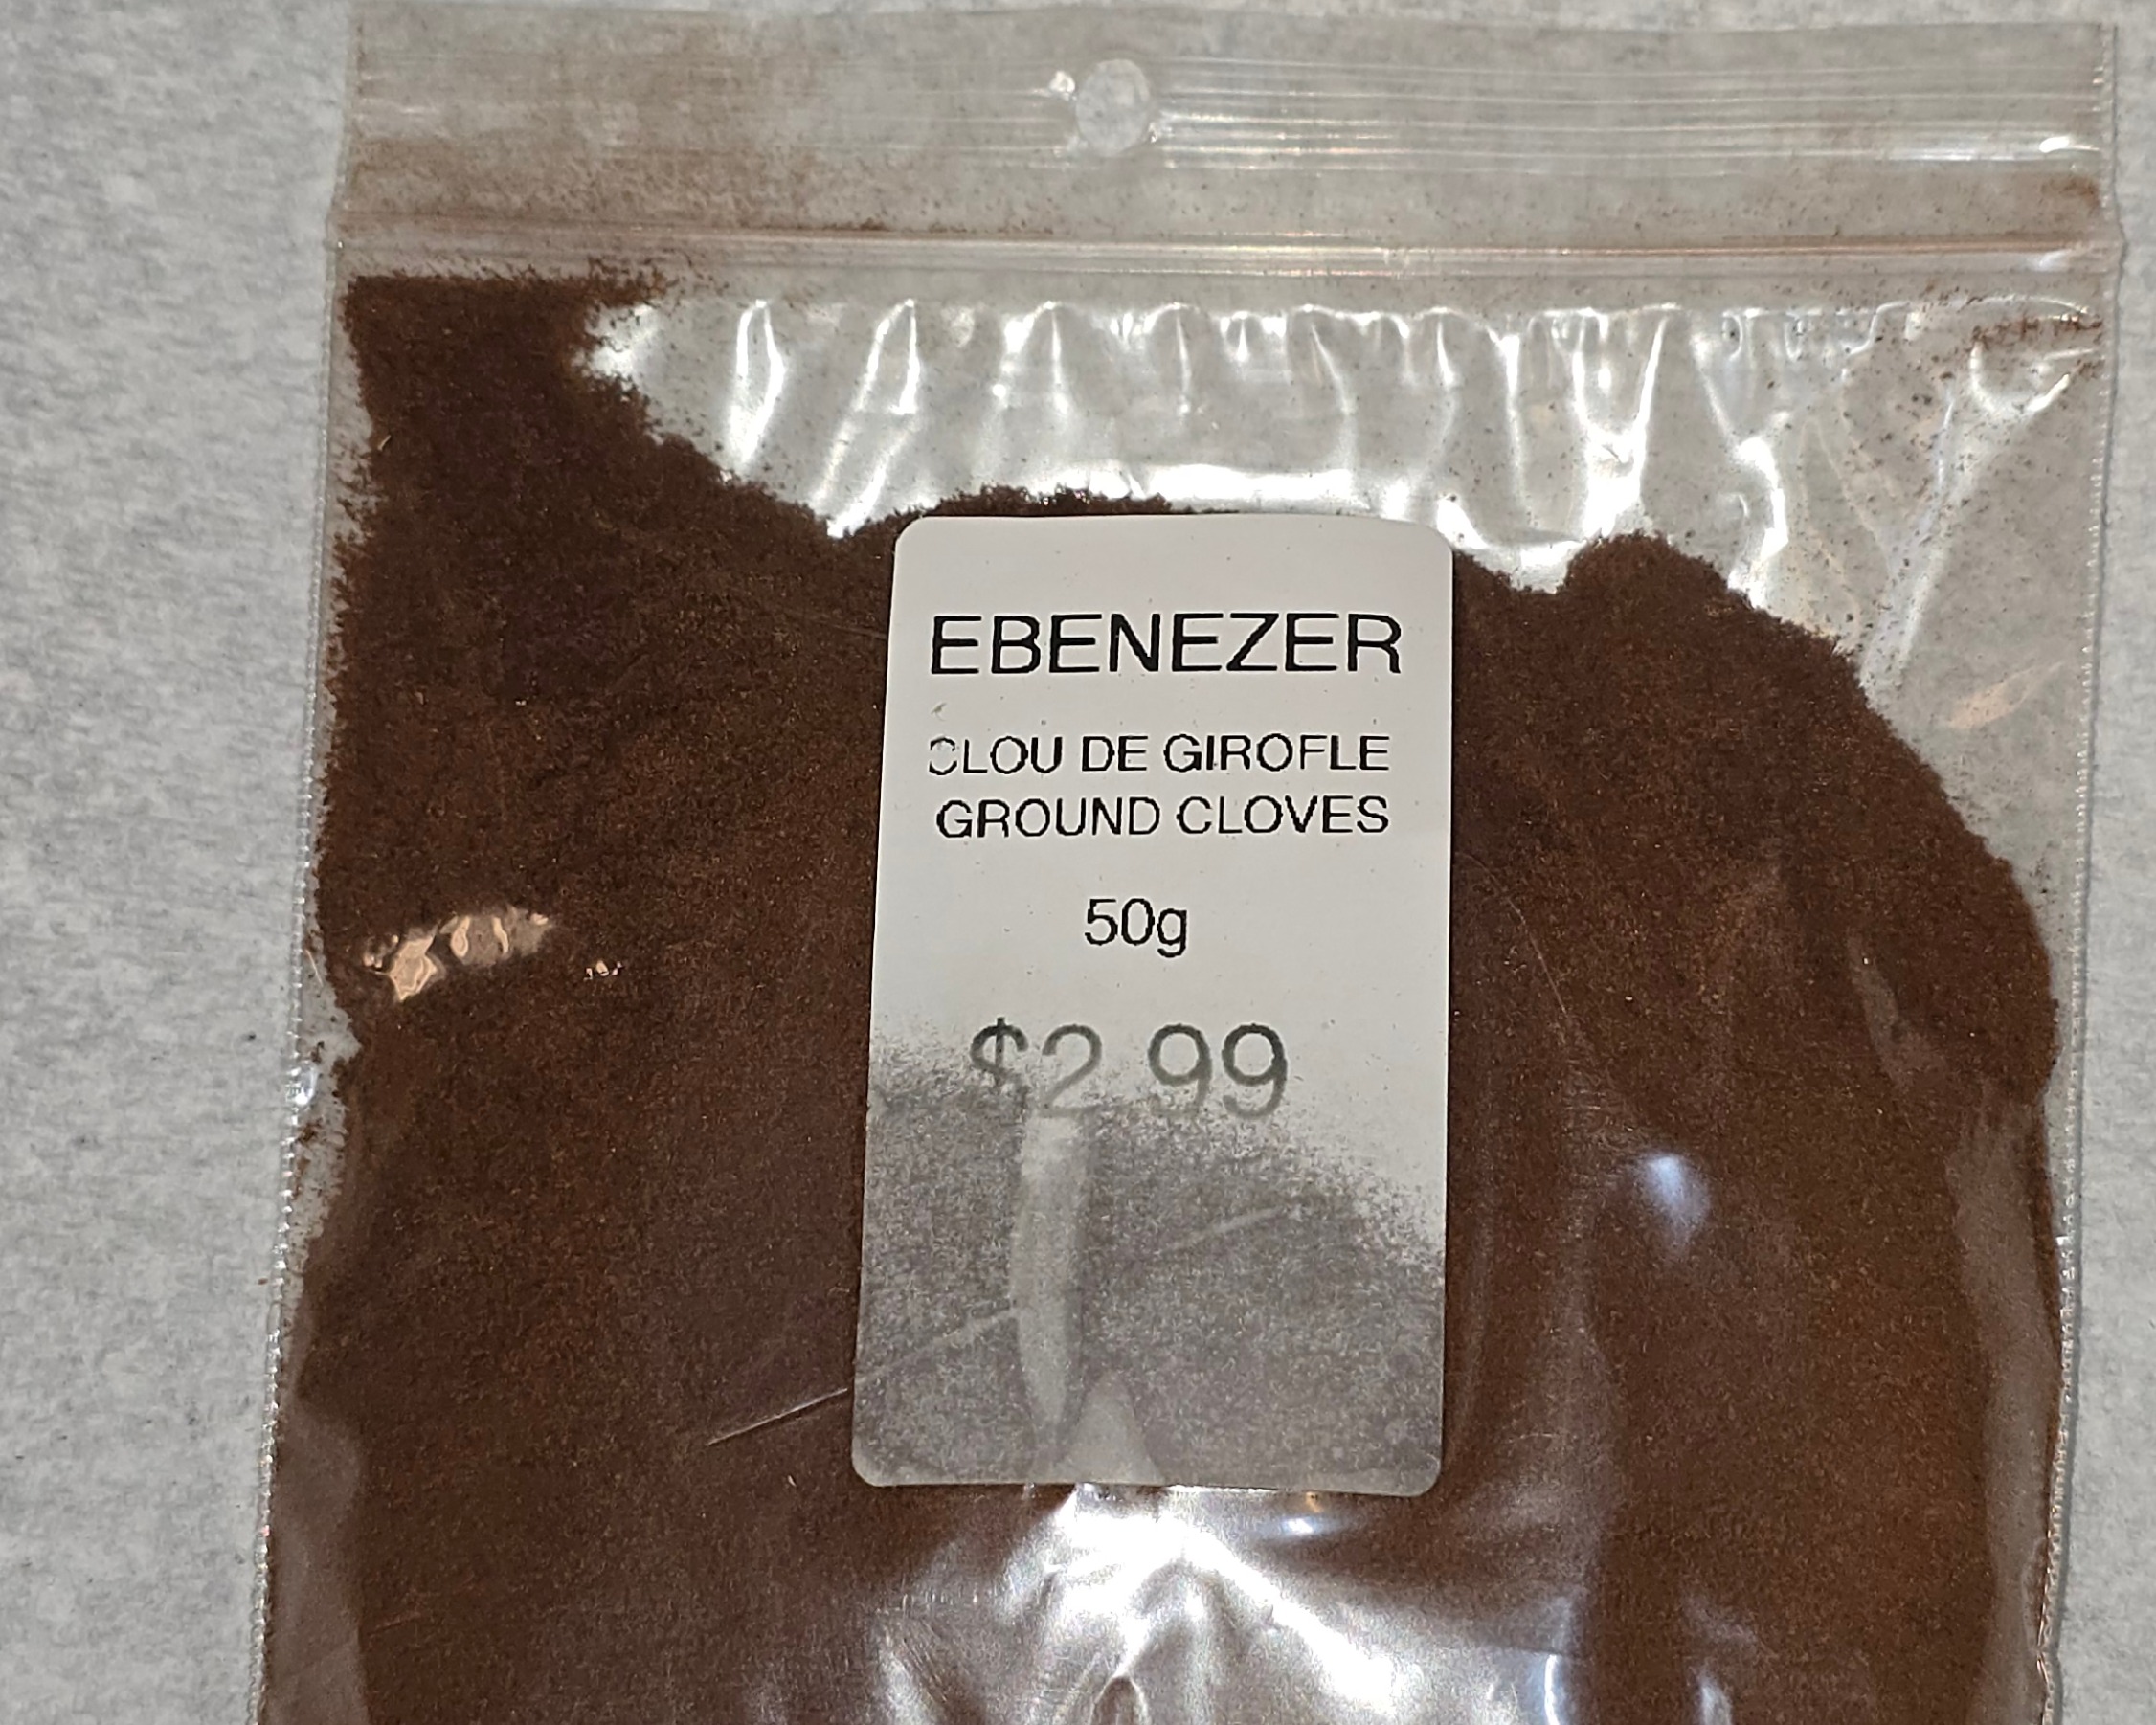 EBENEZER
CLOU DE GIROFLE
GROUND CLOVES
50g
$2.99